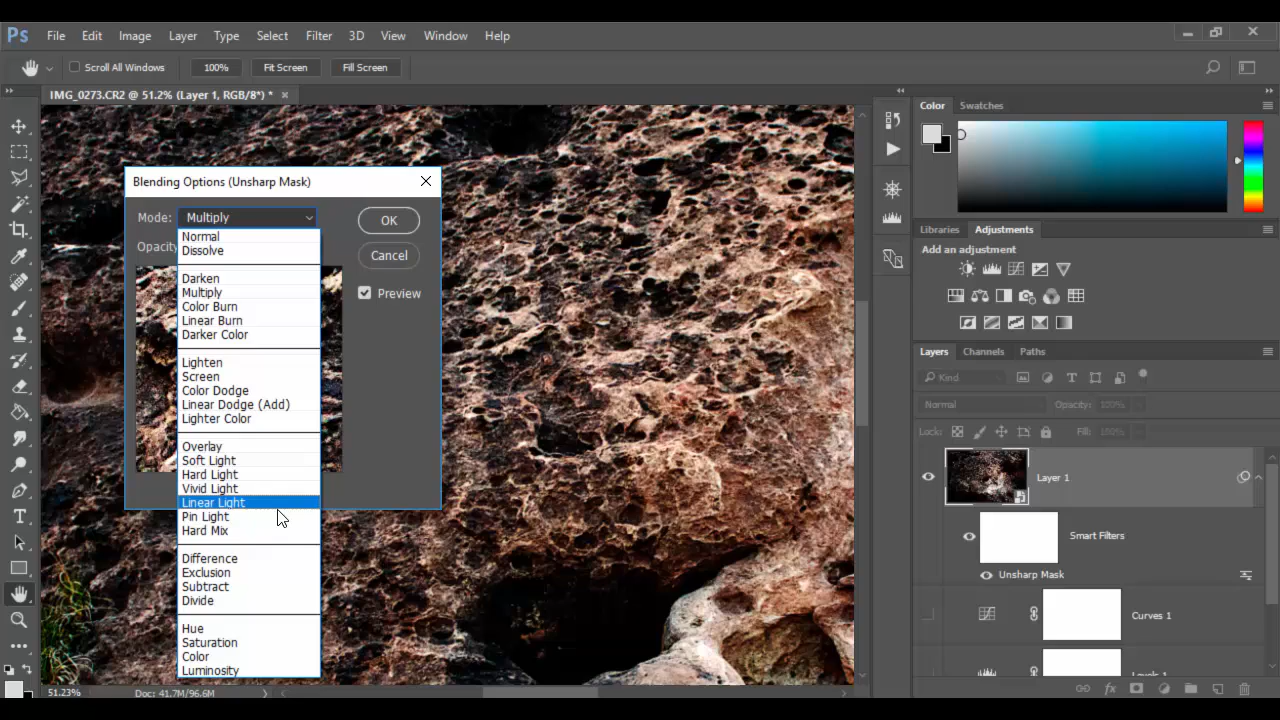 Ps File Edit Image Layer Type Select Filter 3D View Window Help
Scroll All Windows 100% Fit Screen Fill Screen
IMG_0273.CR2 @ 51.2% (Layer 1, RGB/8*) *
Blending Options (Unsharp Mask)
Mode: Multiply
OK
Opacity
Cancel
Preview
Normal
Dissolve
Darken
Multiply
Color Burn
Linear Burn
Darker Color
Lighten
Screen
Color Dodge
Linear Dodge (Add)
Lighter Color
Overlay
Soft Light
Hard Light
Vivid Light
Linear Light
Pin Light
Hard Mix
Difference
Exclusion
Subtract
Divide
Hue
Saturation
Color
Luminosity
51.23% Doc: 41.7M/96.6M
Color Swatches
Libraries Adjustments
Add an adjustment
Layers Channels Paths
Kind
Normal Opacity: 100%
Lock: Fill: 100%
Layer 1
Smart Filters
Unsharp Mask
Curves 1
Levels 1